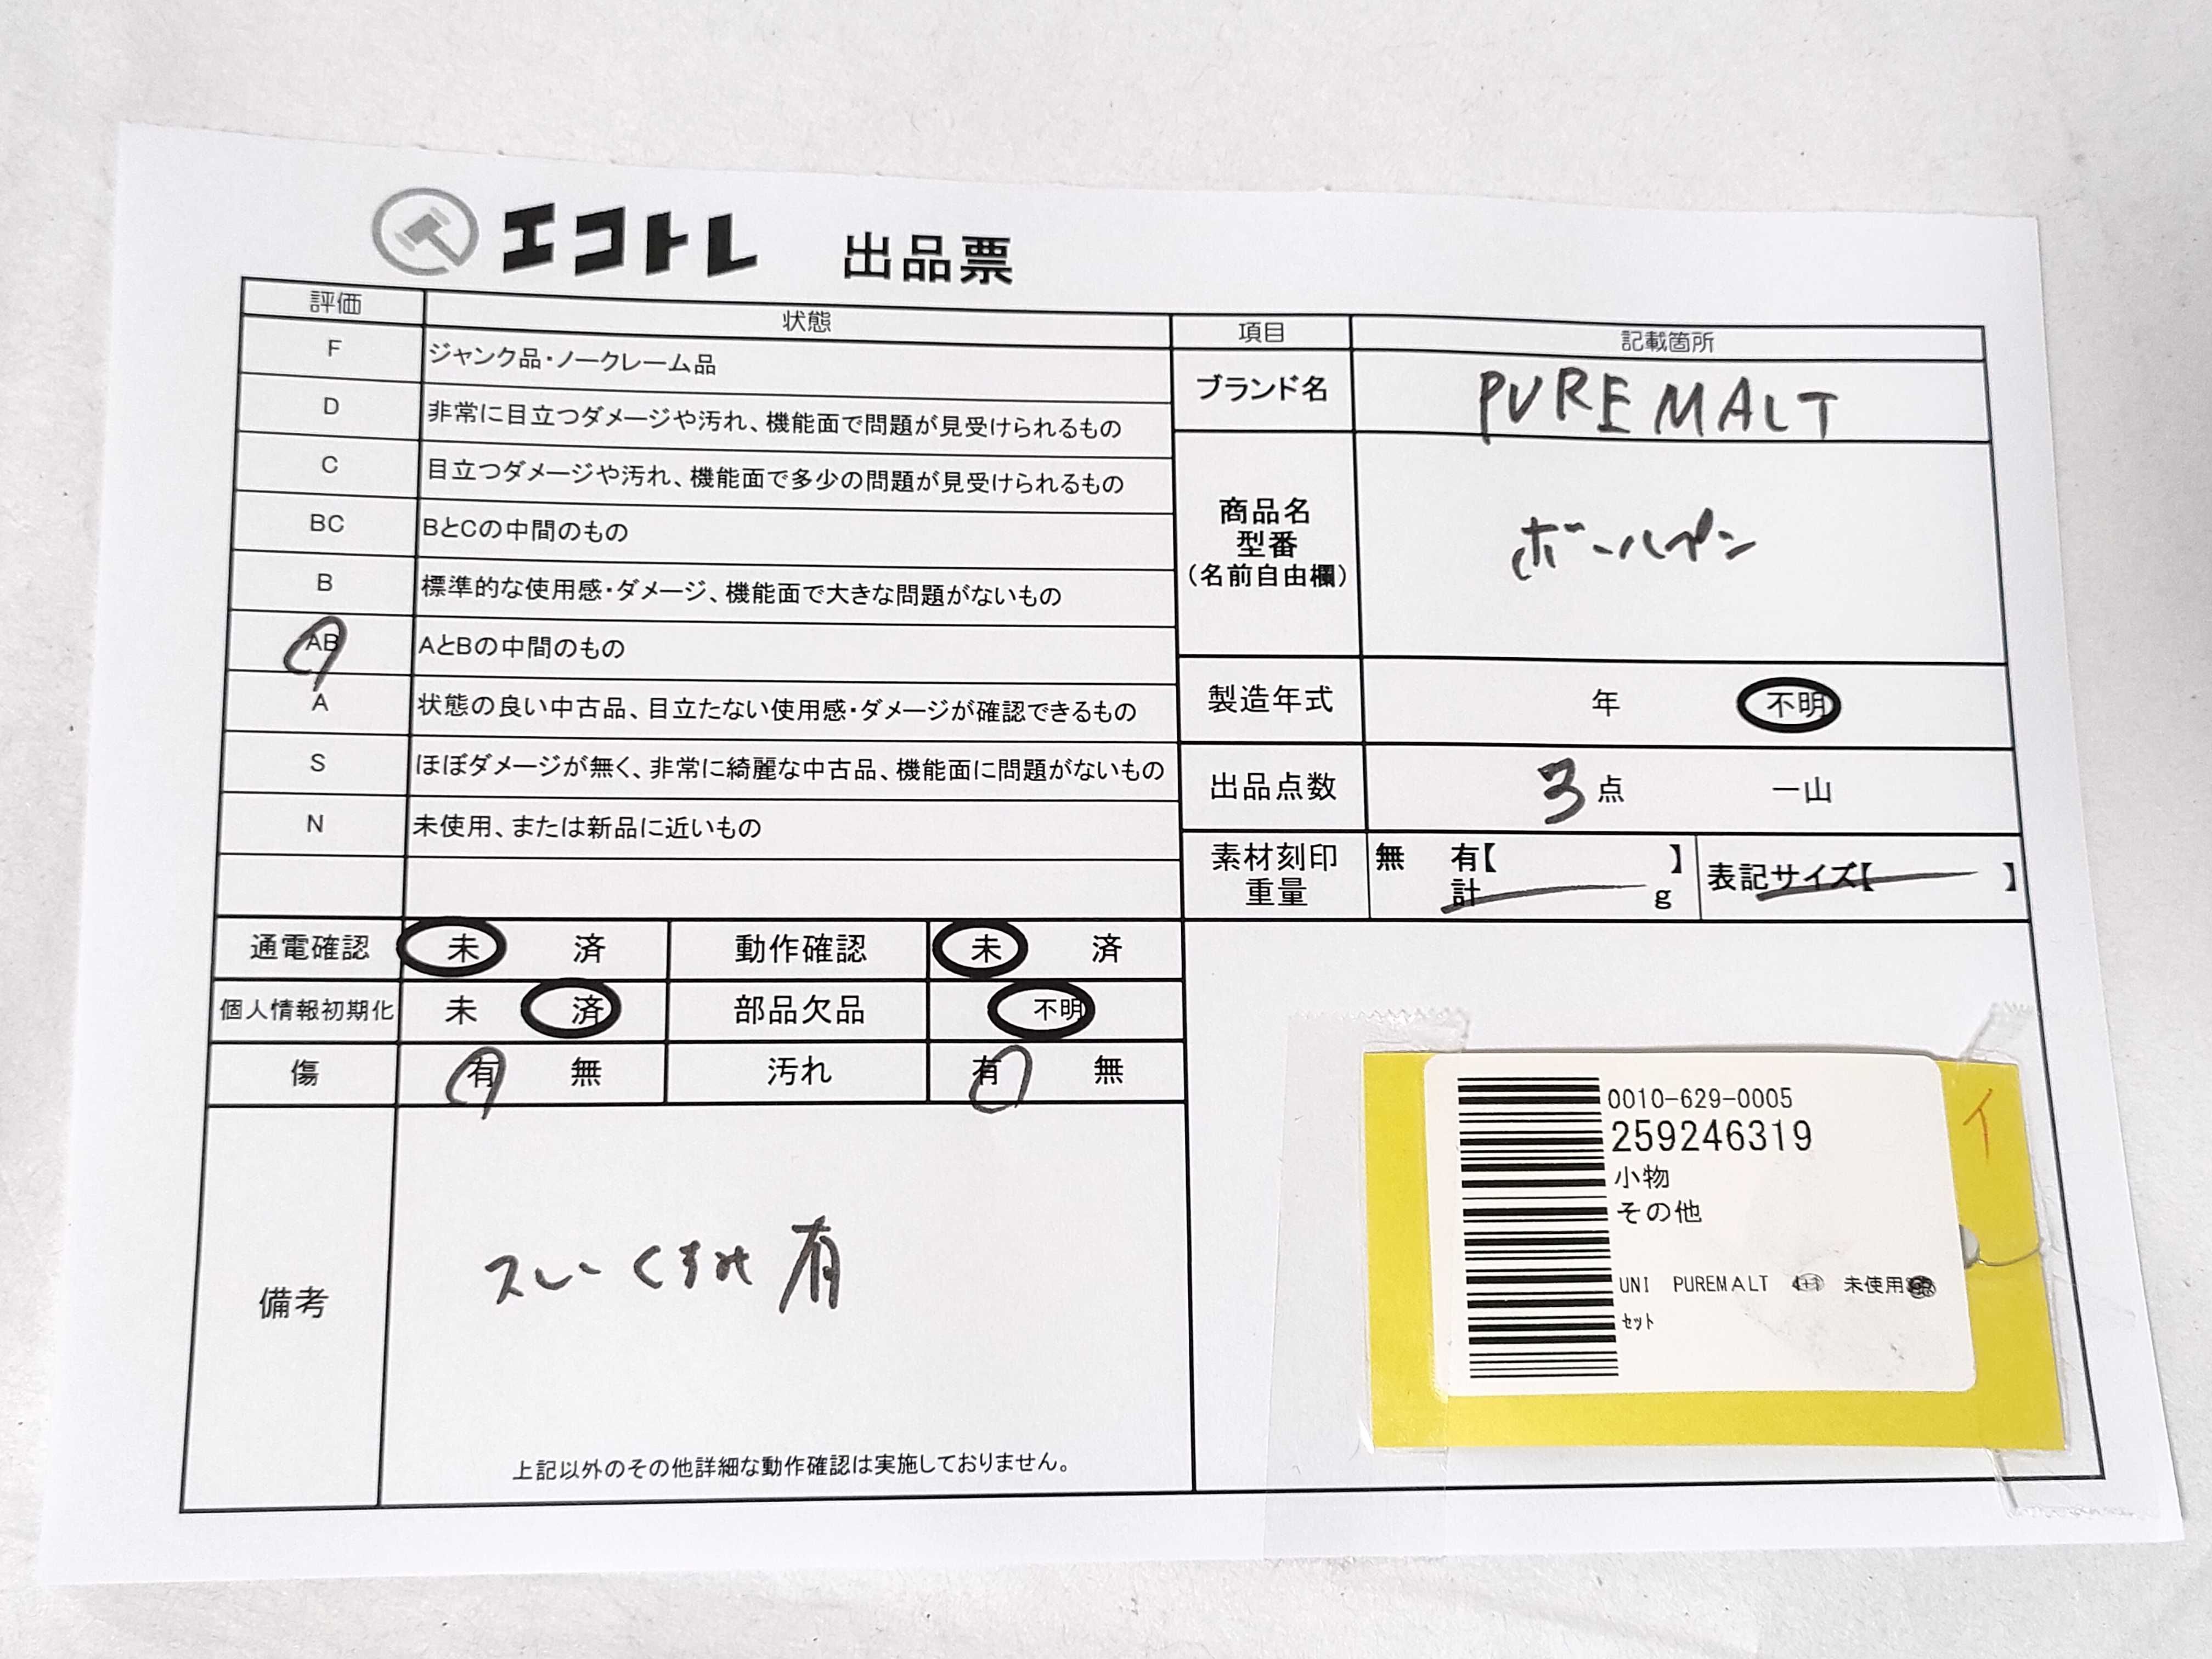 エコトレ 出品票
評価 状態
F ジャンク品・ノークレーム品
D 非常に目立つダメージや汚れ、機能面で問題が見受けられるもの
C 目立つダメージや汚れ、機能面で多少の問題が見受けられるもの
BC BとCの中間のもの
B 標準的な使用感・ダメージ、機能面で大きな問題がないもの
AB AとBの中間のもの
A 状態の良い中古品、目立たない使用感・ダメージが確認できるもの
S ほぼダメージが無く、非常に綺麗な中古品、機能面に問題がないもの
N 未使用、または新品に近いもの
項目 記載箇所
ブランド名 PURE MALT
商品名
型番
（名前自由欄）
ボールペン
製造年式 年 不明
出品点数 3点 一山
素材刻印
重量
無 有【 】
計 g
表記サイズ【 】
通電確認 未 済 動作確認 未 済
個人情報初期化 未 済 部品欠品 不明
傷 有 無 汚れ 有 無
備考
スレ・くすみ 有
上記以外のその他詳細な動作確認は実施しておりません。
イ
0010-629-0005
259246319
小物
その他
UNI PUREMALT 4+1 未使用
セット